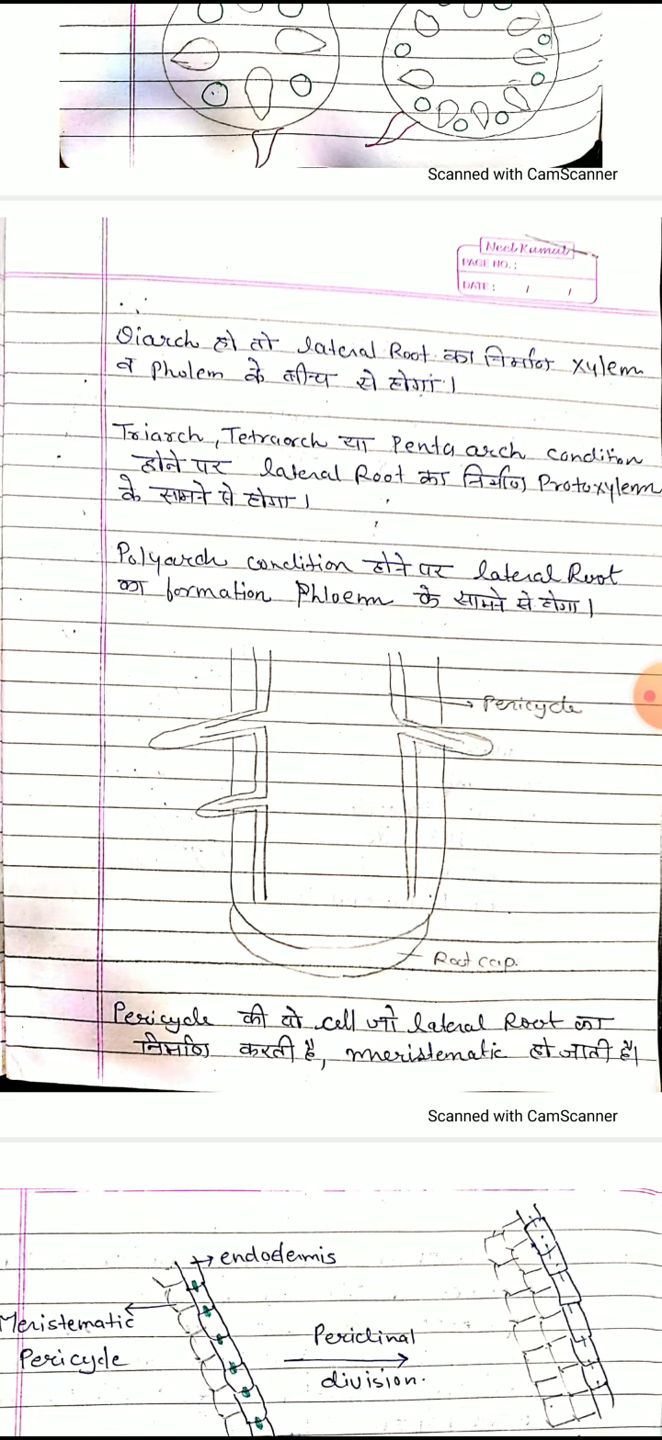 Scanned with CamScanner
Neel Kumar
PAGE NO.:
DATE: / /
Diarch हो तो lateral Root का निर्माण xylem
व Pholem के बीच से होगा।
Triarch, Tetraarch या Penta arch condition
होने पर lateral Root का निर्माण Protoxylem
के सामने से होगा।
Polyarch condition होने पर lateral Root
का formation Phloem के सामने से होगा।
Pericycle
Root cap.
Pericycle की वो cell जो lateral Root का
निर्माण करती है, meristematic हो जाती है।
Scanned with CamScanner
endodermis
Meristematic
Pericycle
Periclinal
division.